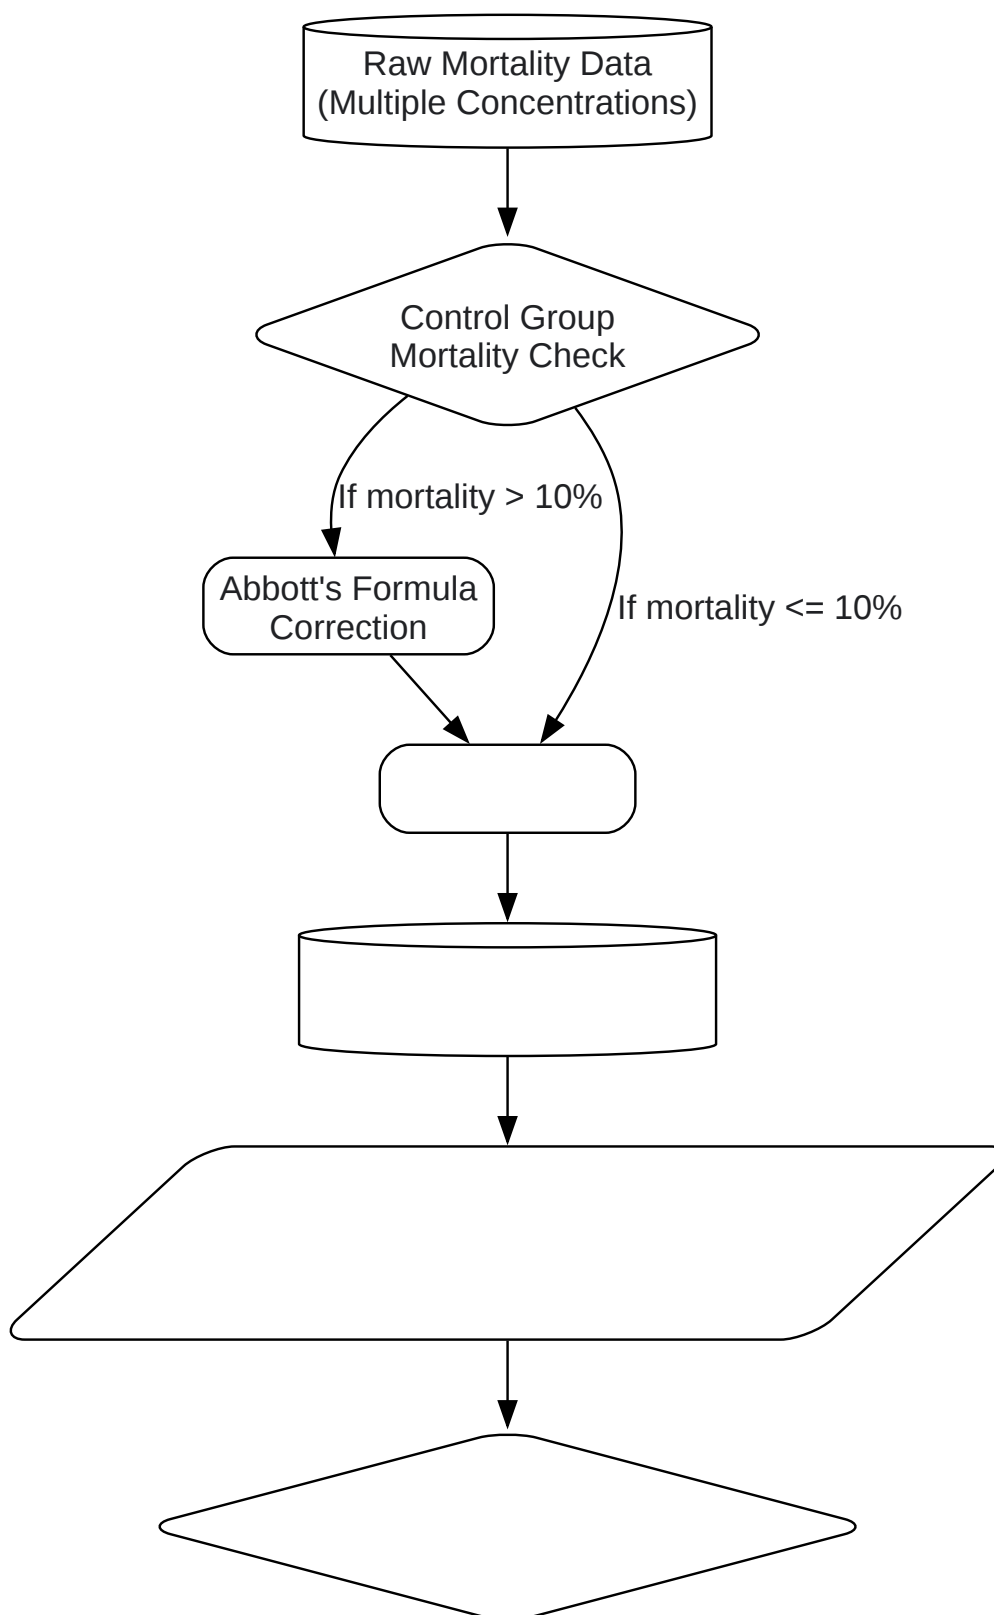 Raw Mortality Data
(Multiple Concentrations)
Control Group
Mortality Check
If mortality > 10%
Abbott's Formula
Correction
If mortality <= 10%